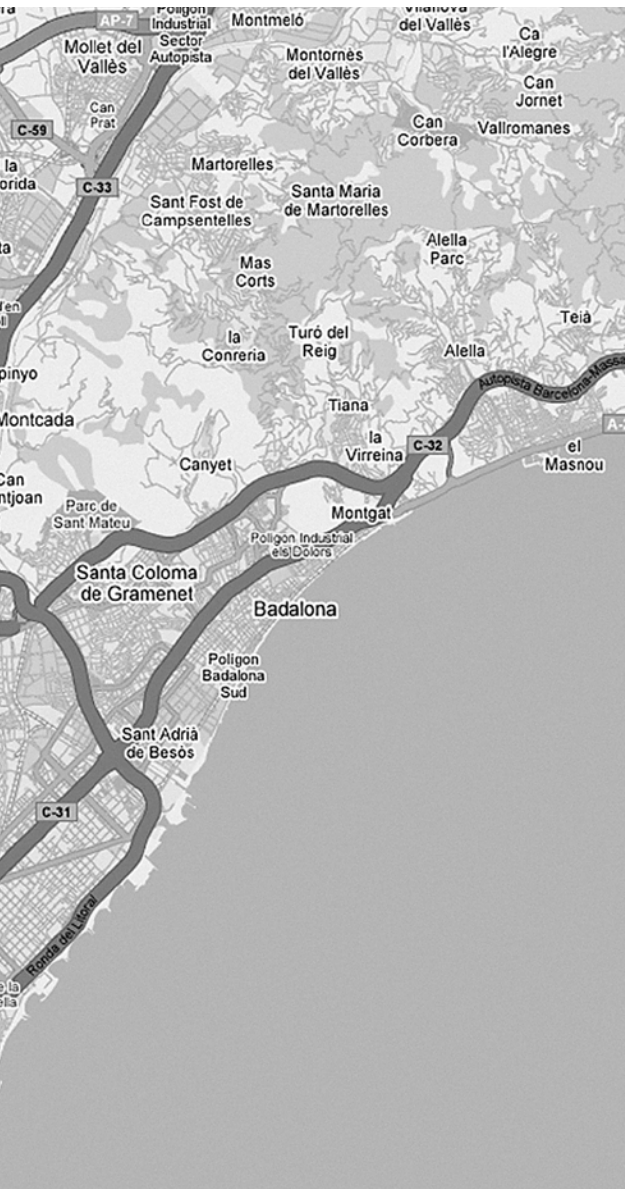 AP-7
Polígon
Industrial
Sector
Autopista
Montmeló
del Vallès
Mollet del
Vallès
Montornès
del Vallès
Ca
l'Alegre
Can
Jornet
Can
Prat
C-59
Can
Corbera
Vallromanes
la
Martorelles
C-33
Santa Maria
de Martorelles
Sant Fost de
Campsentelles
Alella
Parc
Mas
Corts
Teià
la
Conreria
Turó del
Reig
Alella
Autopista Barcelona-Massa
Tiana
Montcada
la
Virreina
C-32
el
Masnou
Canyet
Parc de
Sant Mateu
Montgat
Polígon Industrial
els Dolors
Santa Coloma
de Gramenet
Badalona
Polígon
Badalona
Sud
Sant Adrià
de Besòs
C-31
Ronda del Litoral